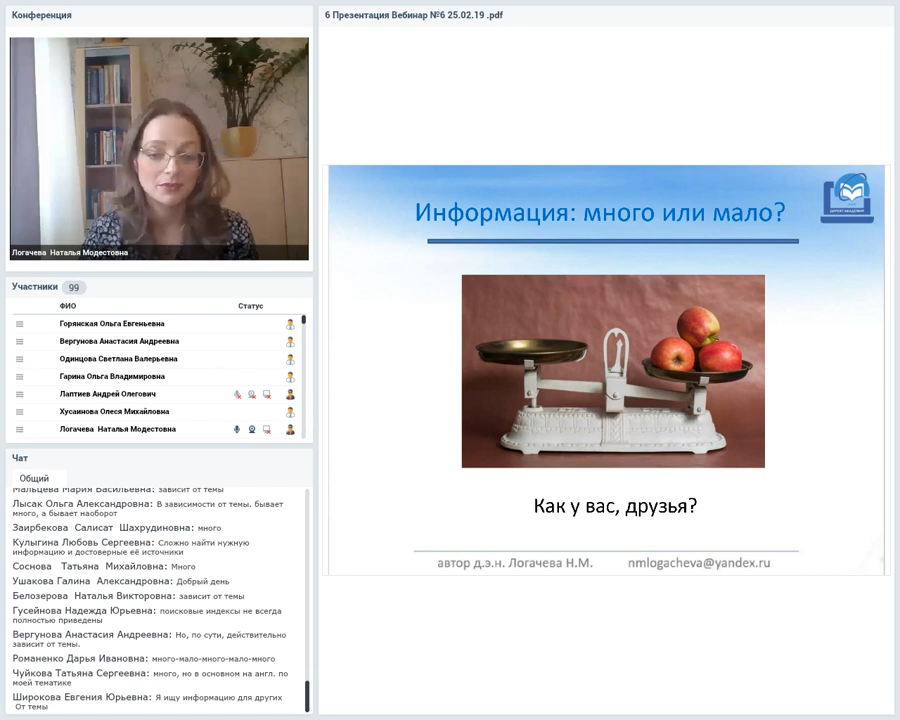 Конференция
Логачева Наталья Модестовна
Участники 99
ФИО Статус
Горянская Ольга Евгеньевна
Вергунова Анастасия Андреевна
Одинцова Светлана Валерьевна
Гарина Ольга Владимировна
Лаптиев Андрей Олегович
Хусаинова Олеся Михайловна
Логачева Наталья Модестовна
Чат
Общий
Мальцева Мария Васильевна: зависит от темы
Лысак Ольга Александровна: В зависимости от темы. бывает
много, а бывает наоборот
Заирбекова Салисат Шахрудиновна: много
Кулыгина Любовь Сергеевна: Сложно найти нужную
информацию и достоверные её источники
Соснова Татьяна Михайловна: Много
Ушакова Галина Александровна: Добрый день
Белозерова Наталья Викторовна: зависит от темы
Гусейнова Надежда Юрьевна: поисковые индексы не всегда
полностью приведены
Вергунова Анастасия Андреевна: Но, по сути, действительно
зависит от темы.
Романенко Дарья Ивановна: много-мало-много-мало-много
Чуйкова Татьяна Сергеевна: много, но в основном на англ. по
моей тематике
Широкова Евгения Юрьевна: Я ищу информацию для других
От темы
6 Презентация Вебинар №6 25.02.19 .pdf
Информация: много или мало?
Как у вас, друзья?
автор д.э.н. Логачева Н.М. nmlogacheva@yandex.ru